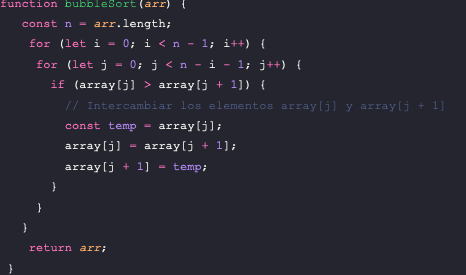 function bubbleSort(arr) {
const n = arr.length;
for (let i = 0; i < n - 1; i++) {
for (let j = 0; j < n - i - 1; j++) {
if (array[j] > array[j + 1]) {
// Intercambiar los elementos array[j] y array[j + 1]
const temp = array[j];
array[j] = array[j + 1];
array[j + 1] = temp;
}
}
}
return arr;
}